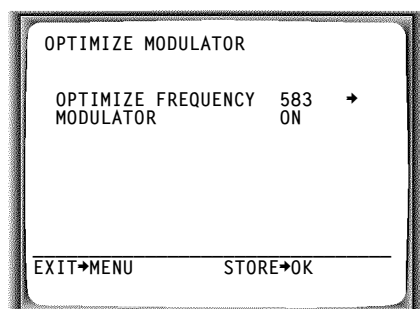 OPTIMIZE MODULATOR
OPTIMIZE FREQUENCY 583 ➔
MODULATOR ON
EXIT➔MENU STORE➔OK